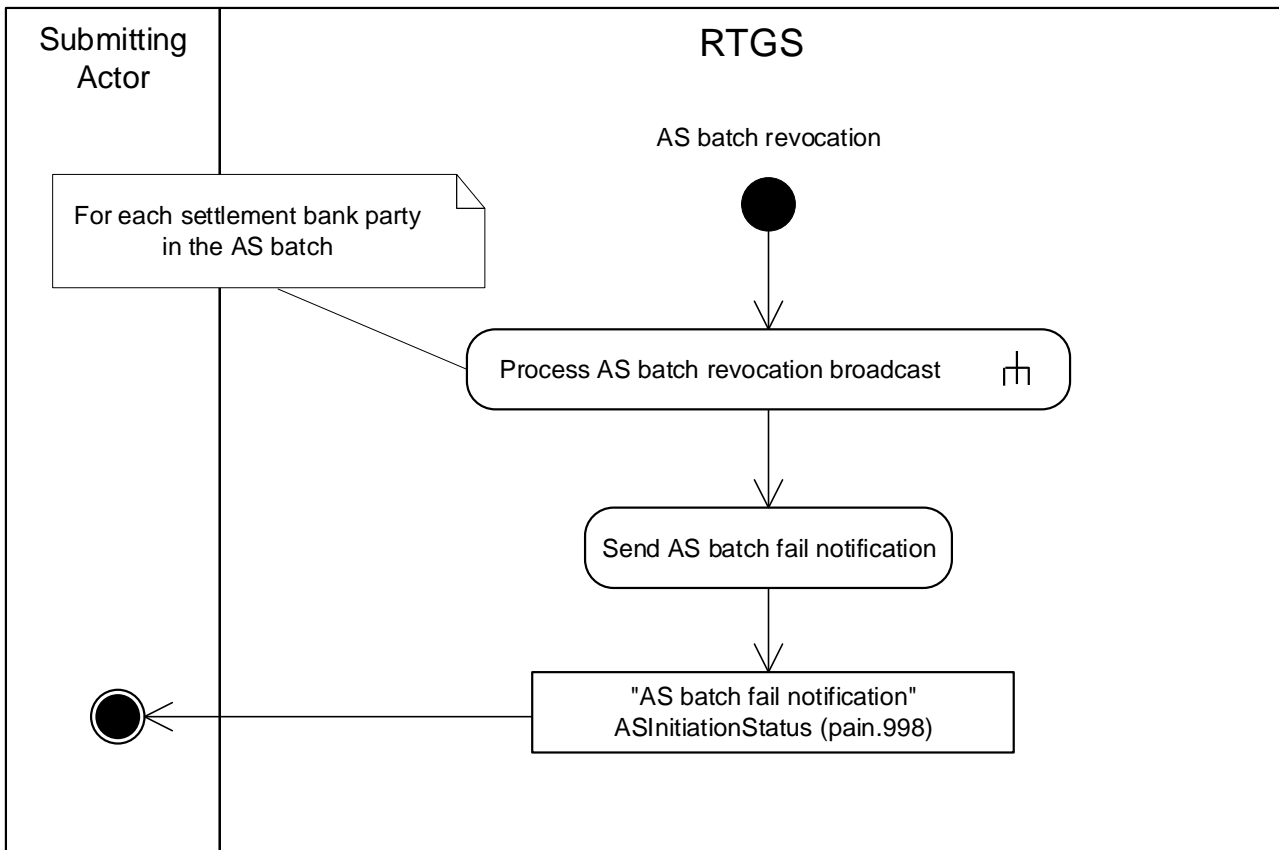 Submitting
Actor
RTGS
AS batch revocation
For each settlement bank party
in the AS batch
Process AS batch revocation broadcast
Send AS batch fail notification
"AS batch fail notification"
ASInitiationStatus (pain.998)